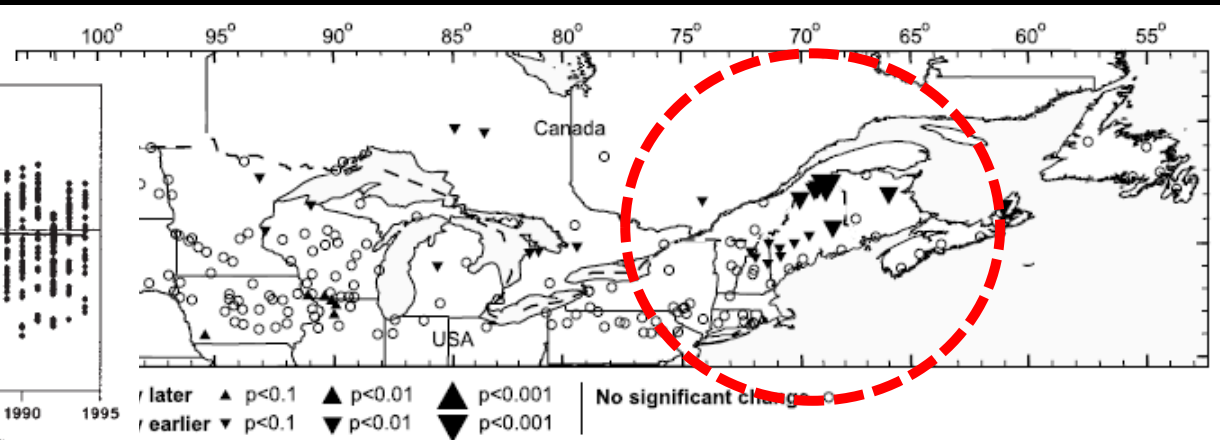 100° 95° 90° 85° 80° 75° 70° 65° 60° 55°
Canada
USA
1990 1995
y later p<0.1 p<0.01 p<0.001 No significant change
y earlier p<0.1 p<0.01 p<0.001